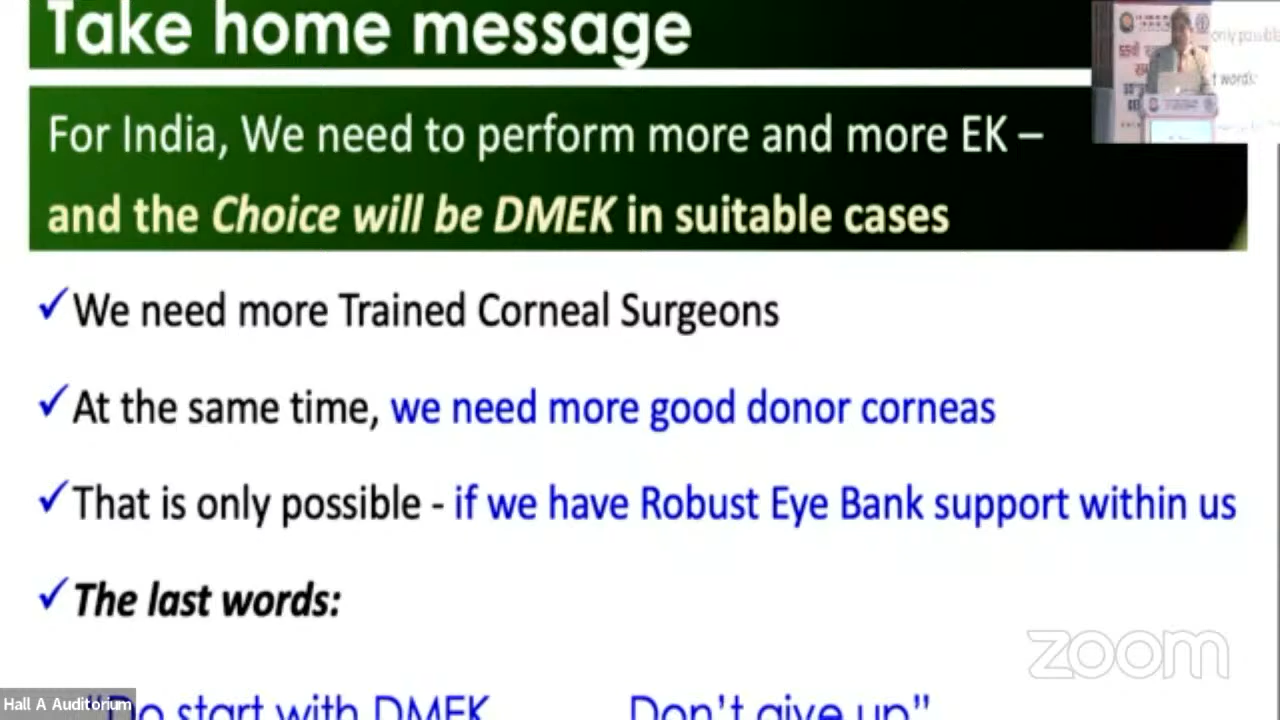 Take home message
only possible
t words:
For India, We need to perform more and more EK –
and the Choice will be DMEK in suitable cases
✓We need more Trained Corneal Surgeons
✓At the same time, we need more good donor corneas
✓That is only possible - if we have Robust Eye Bank support within us
✓The last words:
zoom
Hall A Auditorium
“Do start with DMEK Don’t give up”